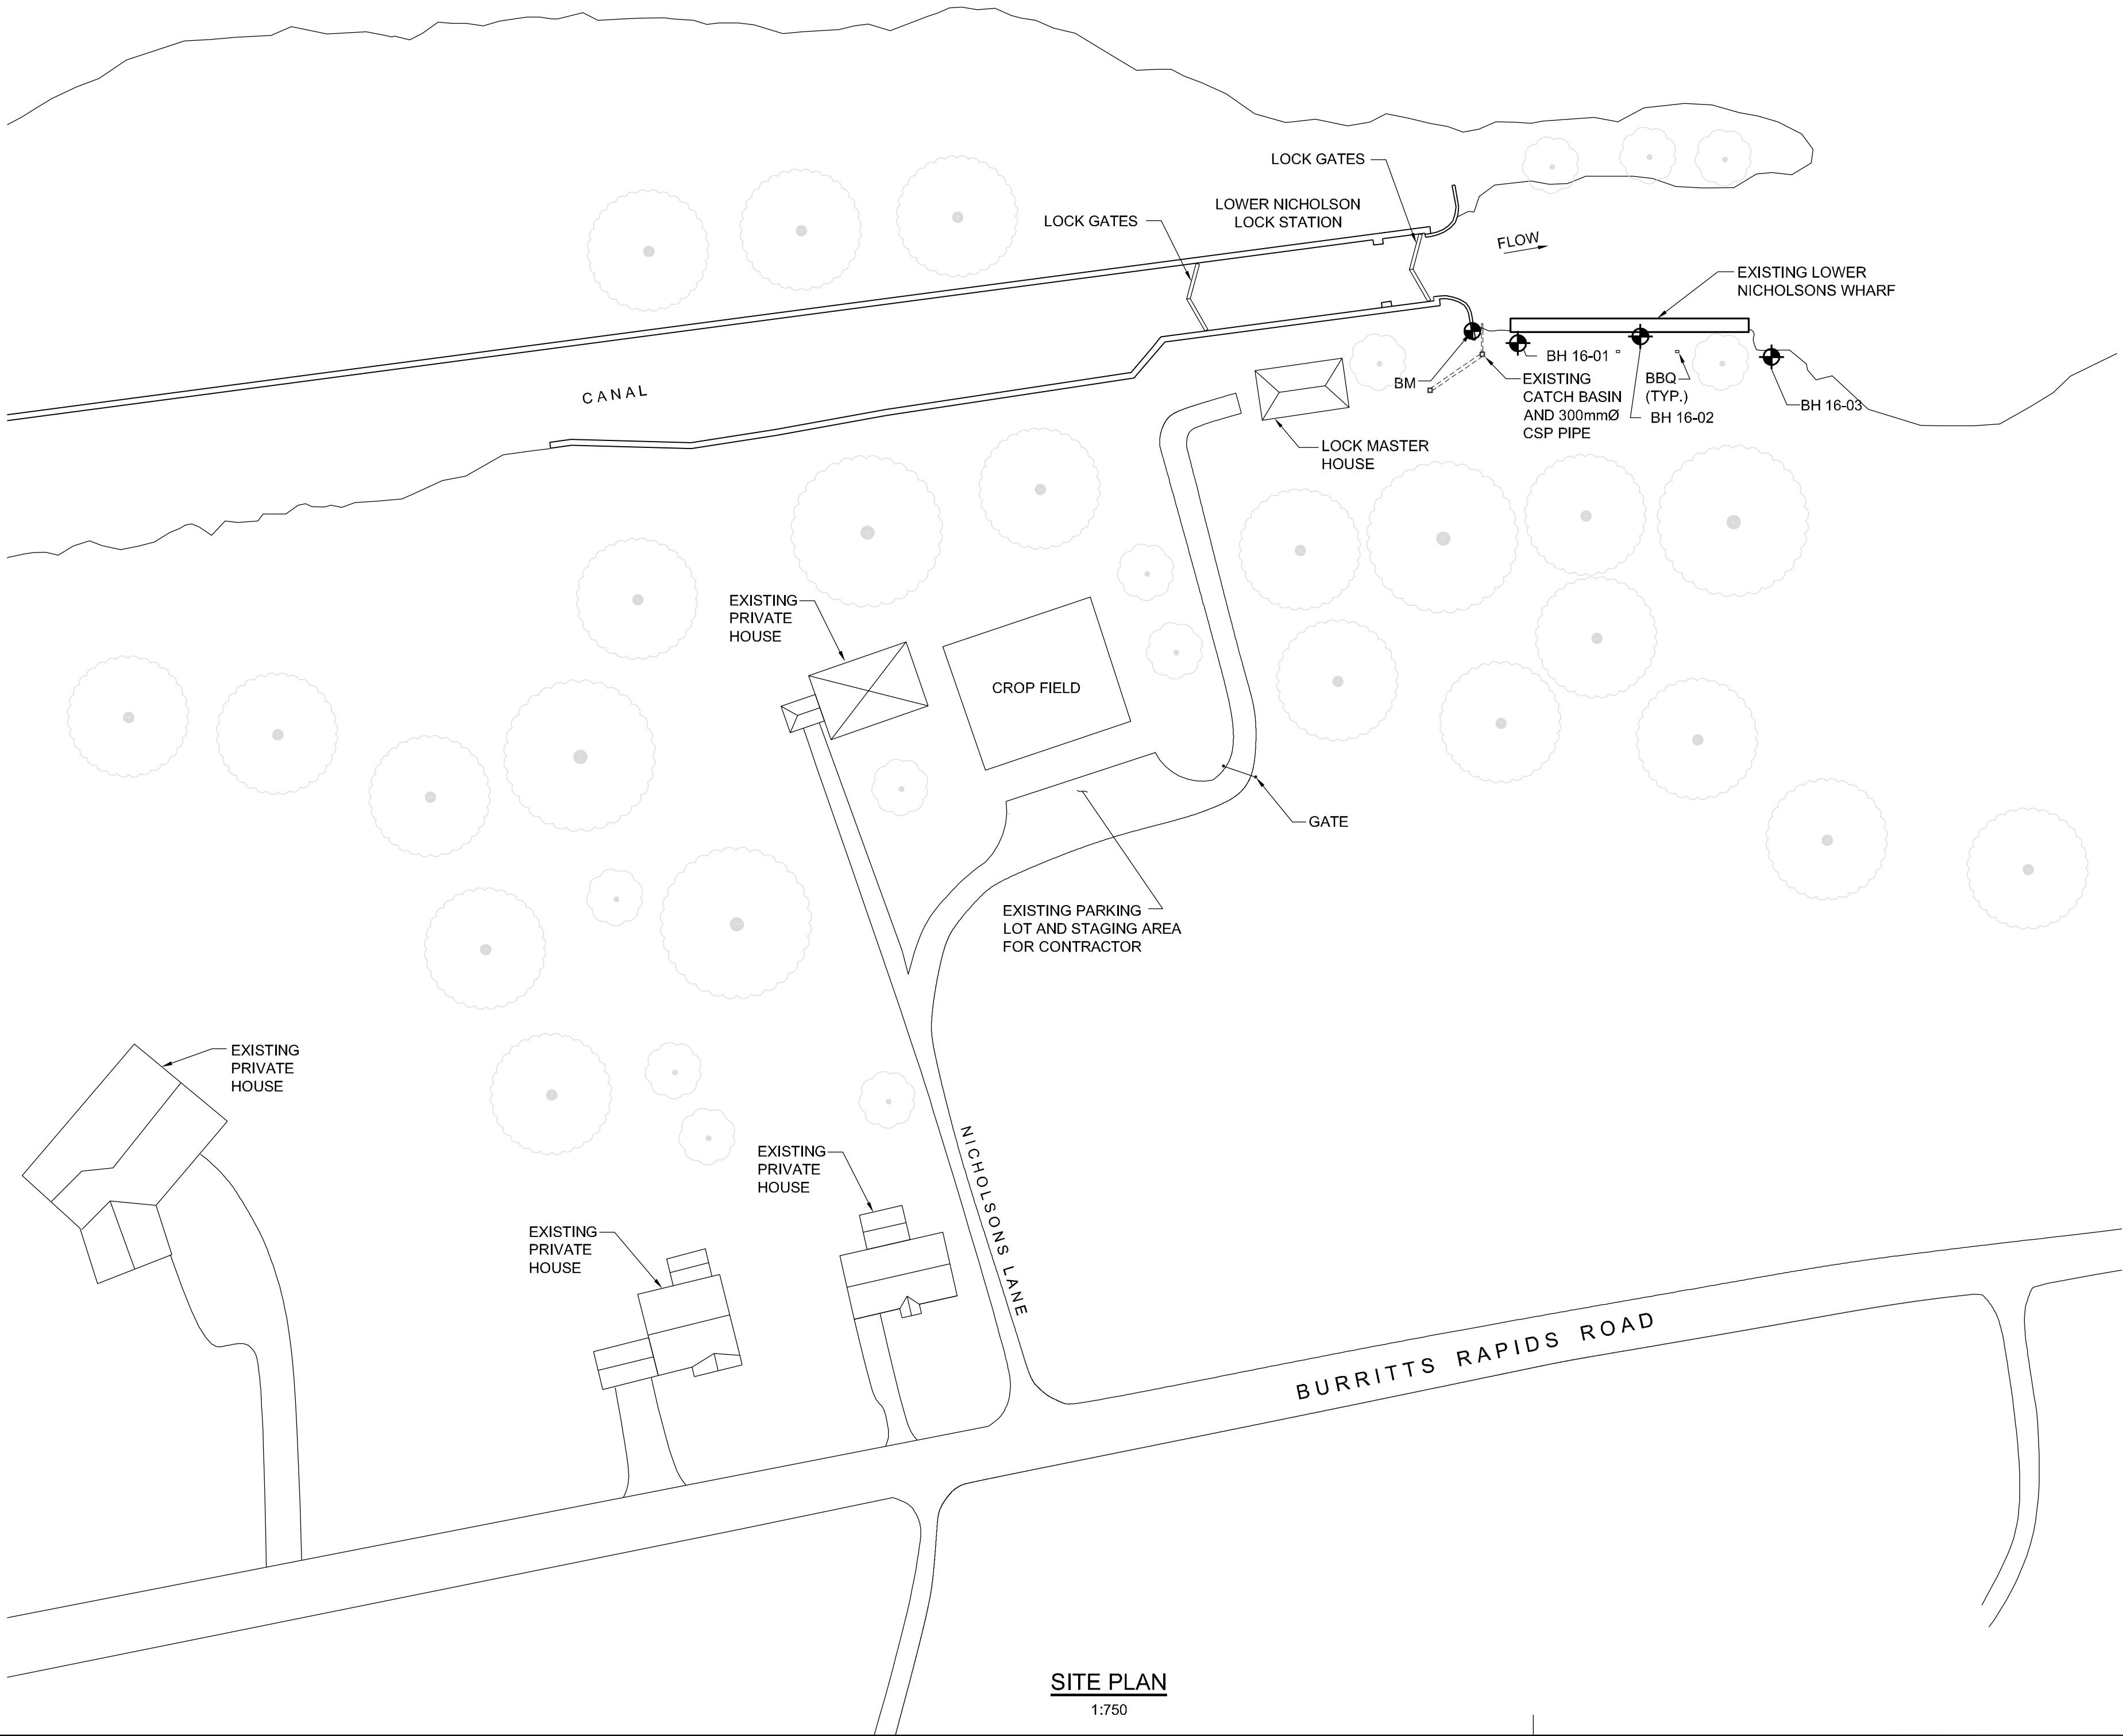 LOCK GATES
LOCK GATES
LOWER NICHOLSON
LOCK STATION
FLOW
EXISTING LOWER
NICHOLSONS WHARF
CANAL
BM
BH 16-01
EXISTING
CATCH BASIN
AND 300mmØ
CSP PIPE
BBQ
(TYP.)
BH 16-02
BH 16-03
LOCK MASTER
HOUSE
EXISTING
PRIVATE
HOUSE
CROP FIELD
GATE
EXISTING PARKING
LOT AND STAGING AREA
FOR CONTRACTOR
EXISTING
PRIVATE
HOUSE
EXISTING
PRIVATE
HOUSE
EXISTING
PRIVATE
HOUSE
NICHOLSONS LANE
BURRITTS RAPIDS ROAD
SITE PLAN
1:750